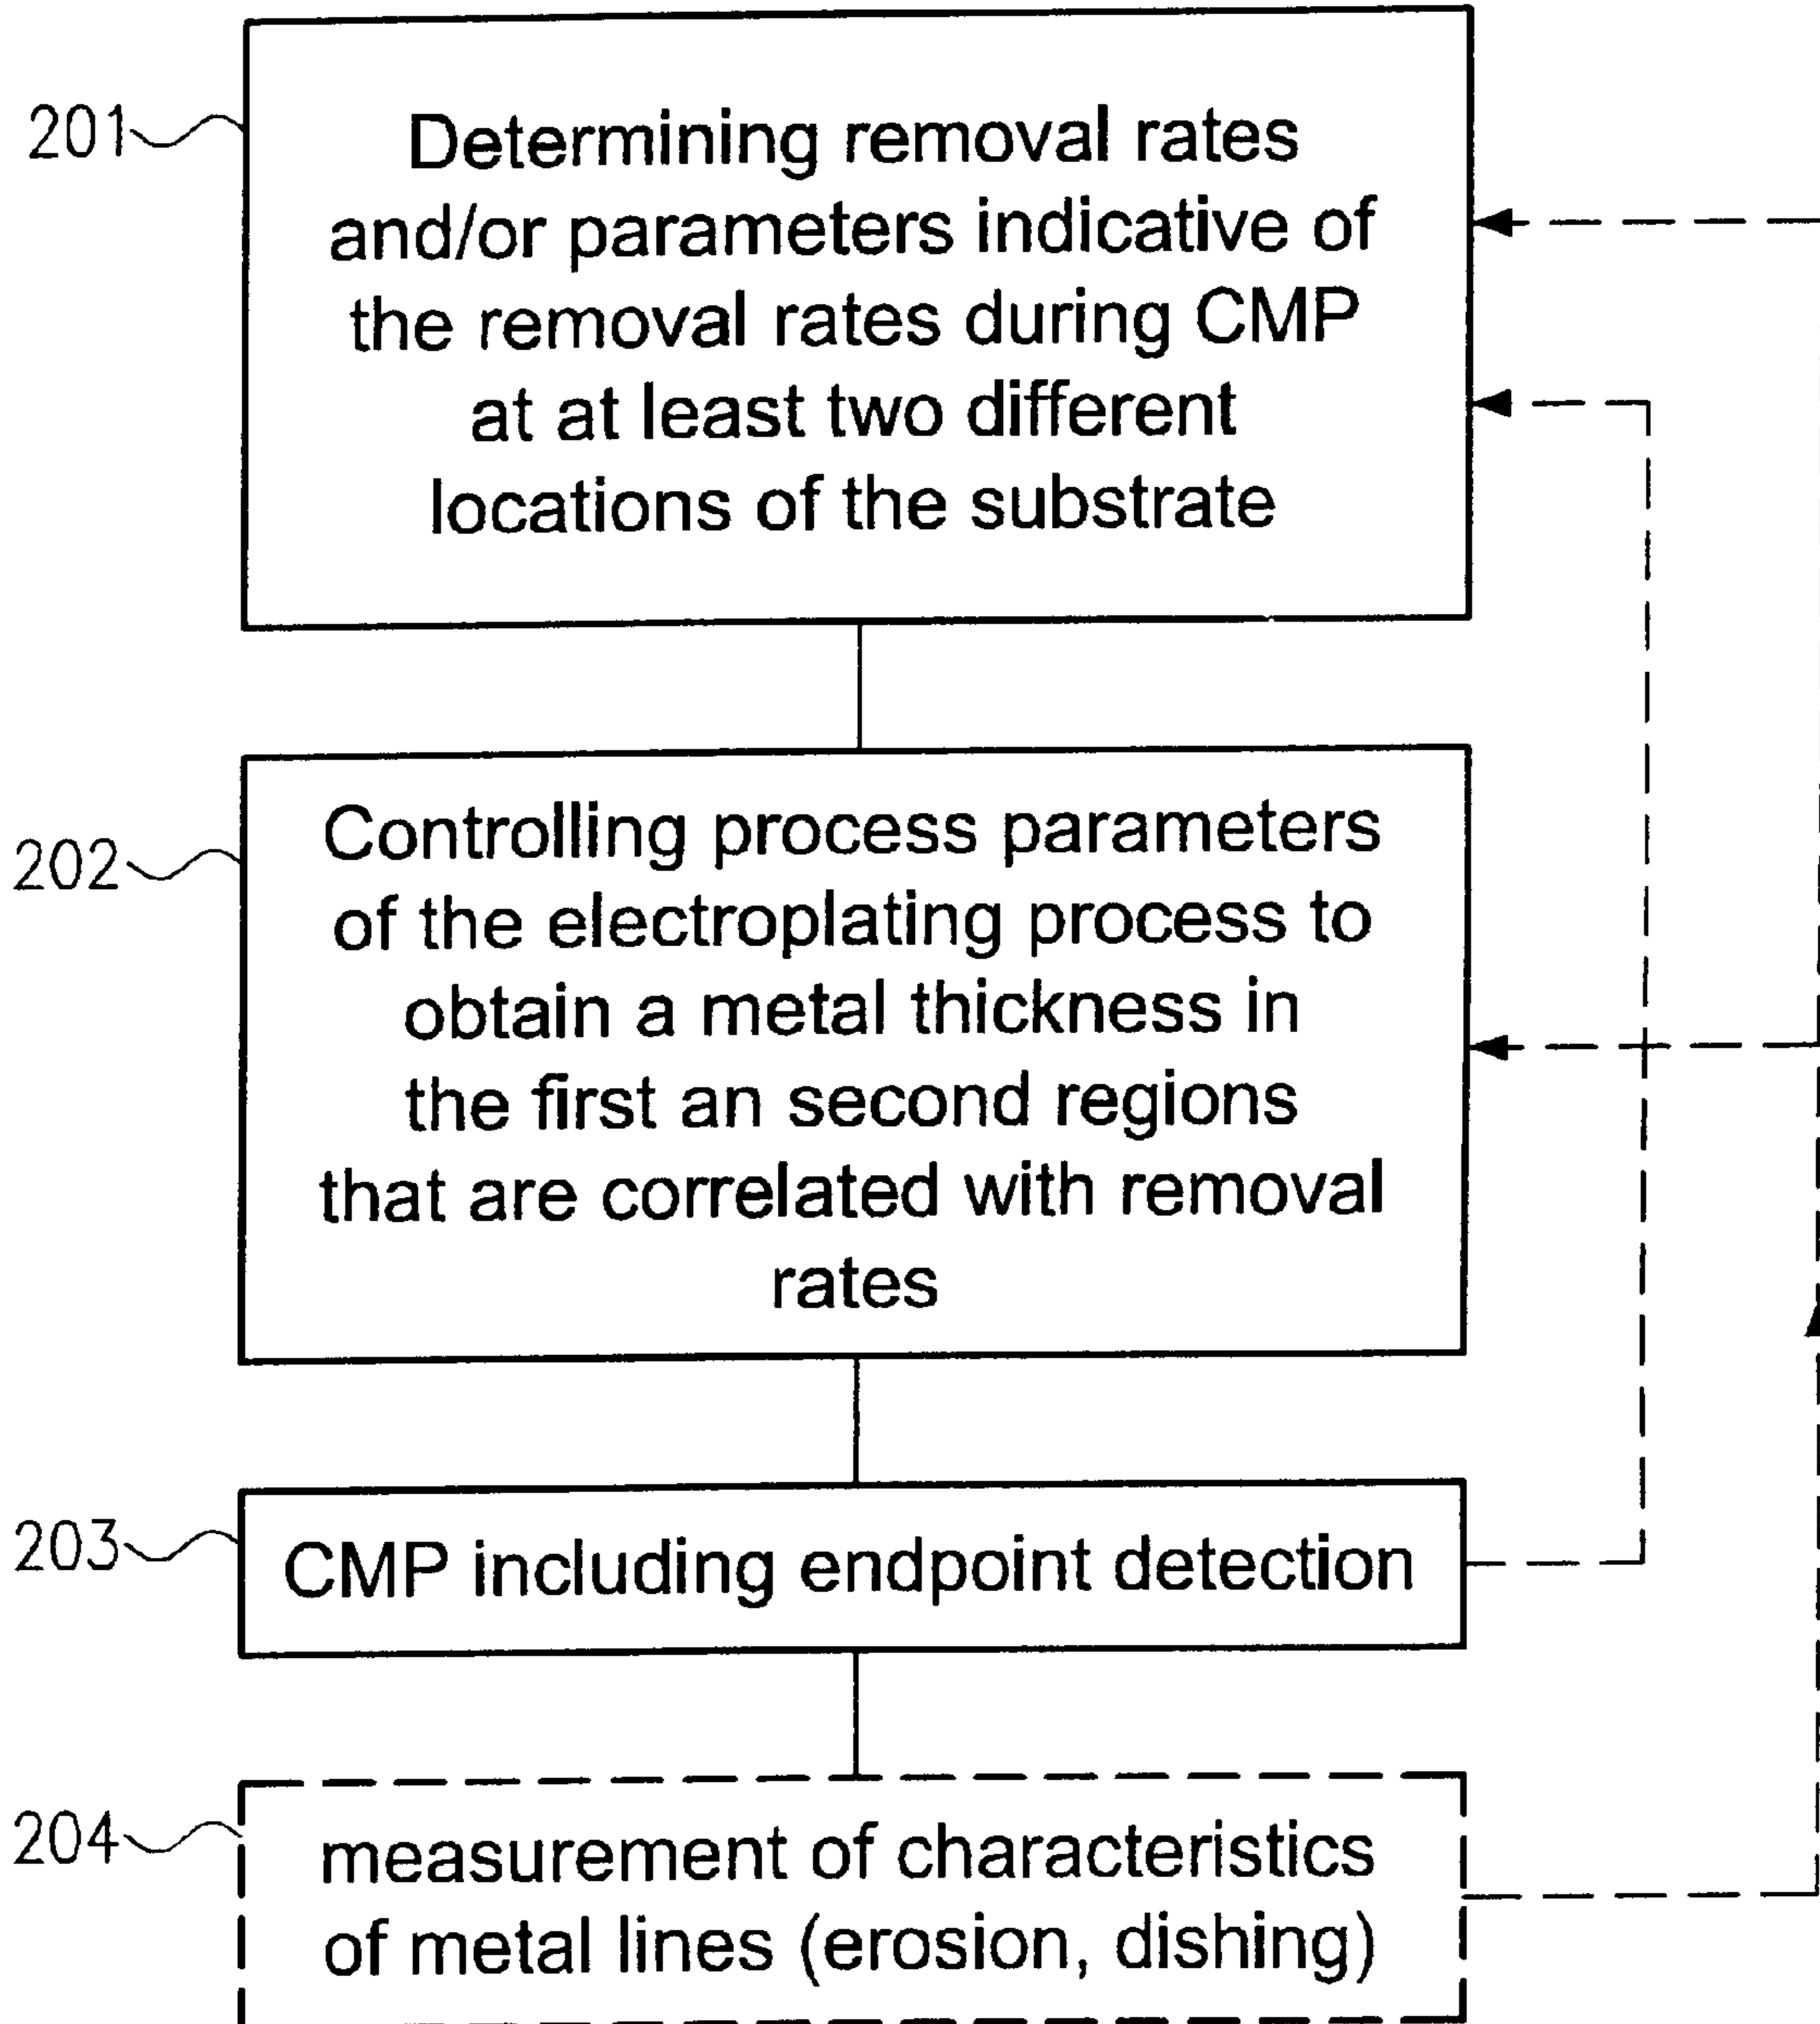 201
Determining removal rates
and/or parameters indicative of
the removal rates during CMP
at at least two different
locations of the substrate
202
Controlling process parameters
of the electroplating process to
obtain a metal thickness in
the first an second regions
that are correlated with removal
rates
203
CMP including endpoint detection
204
measurement of characteristics
of metal lines (erosion, dishing)